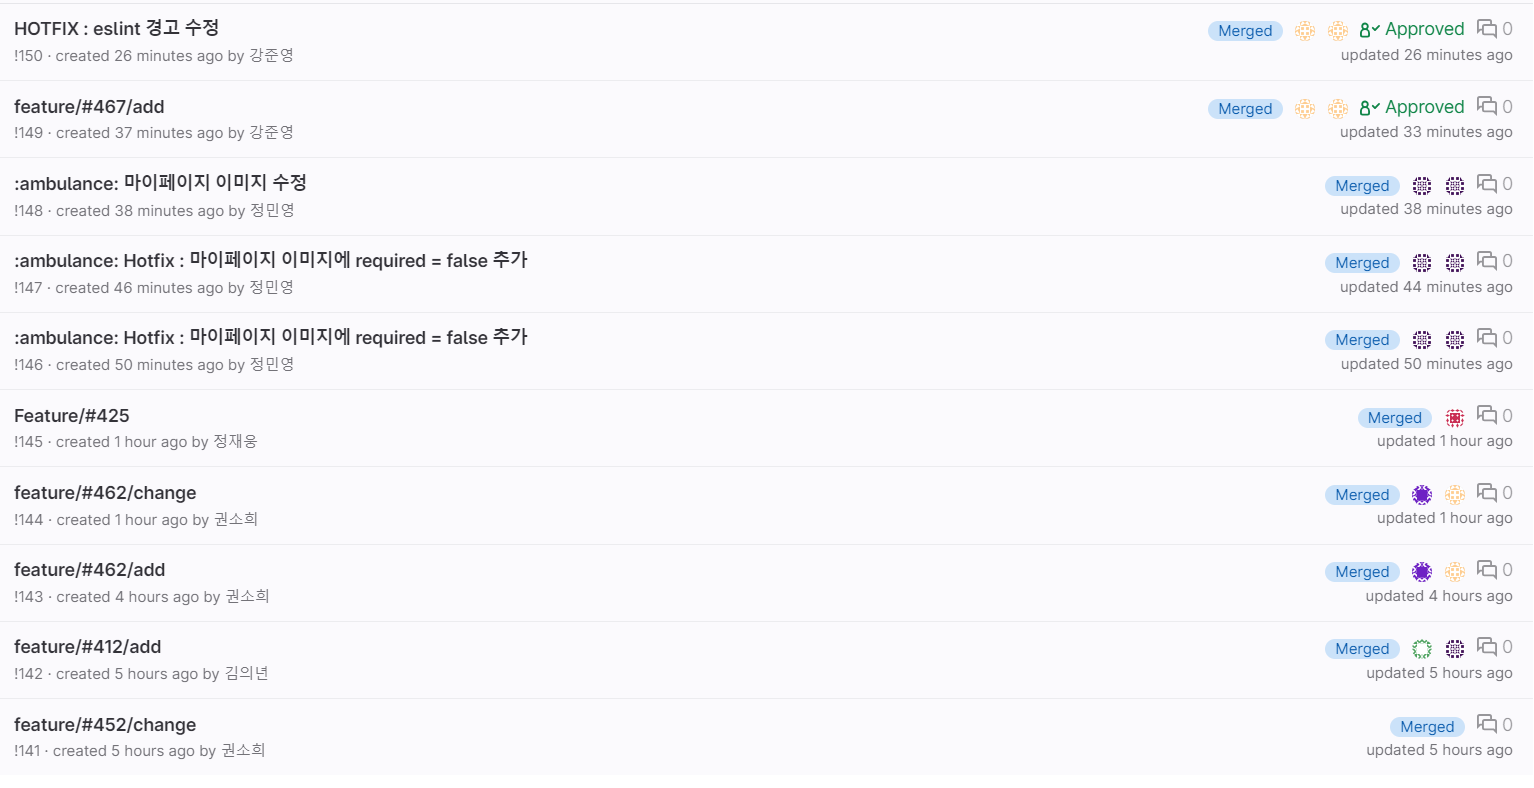 HOTFIX : eslint 경고 수정
Merged Approved 0
!150 · created 26 minutes ago by 강준영
updated 26 minutes ago
feature/#467/add
Merged Approved 0
!149 · created 37 minutes ago by 강준영
updated 33 minutes ago
:ambulance: 마이페이지 이미지 수정
Merged 0
!148 · created 38 minutes ago by 정민영
updated 38 minutes ago
:ambulance: Hotfix : 마이페이지 이미지에 required = false 추가
Merged 0
!147 · created 46 minutes ago by 정민영
updated 44 minutes ago
:ambulance: Hotfix : 마이페이지 이미지에 required = false 추가
Merged 0
!146 · created 50 minutes ago by 정민영
updated 50 minutes ago
Feature/#425
Merged 0
!145 · created 1 hour ago by 정재웅
updated 1 hour ago
feature/#462/change
Merged 0
!144 · created 1 hour ago by 권소희
updated 1 hour ago
feature/#462/add
Merged 0
!143 · created 4 hours ago by 권소희
updated 4 hours ago
feature/#412/add
Merged 0
!142 · created 5 hours ago by 김의년
updated 5 hours ago
feature/#452/change
Merged 0
!141 · created 5 hours ago by 권소희
updated 5 hours ago